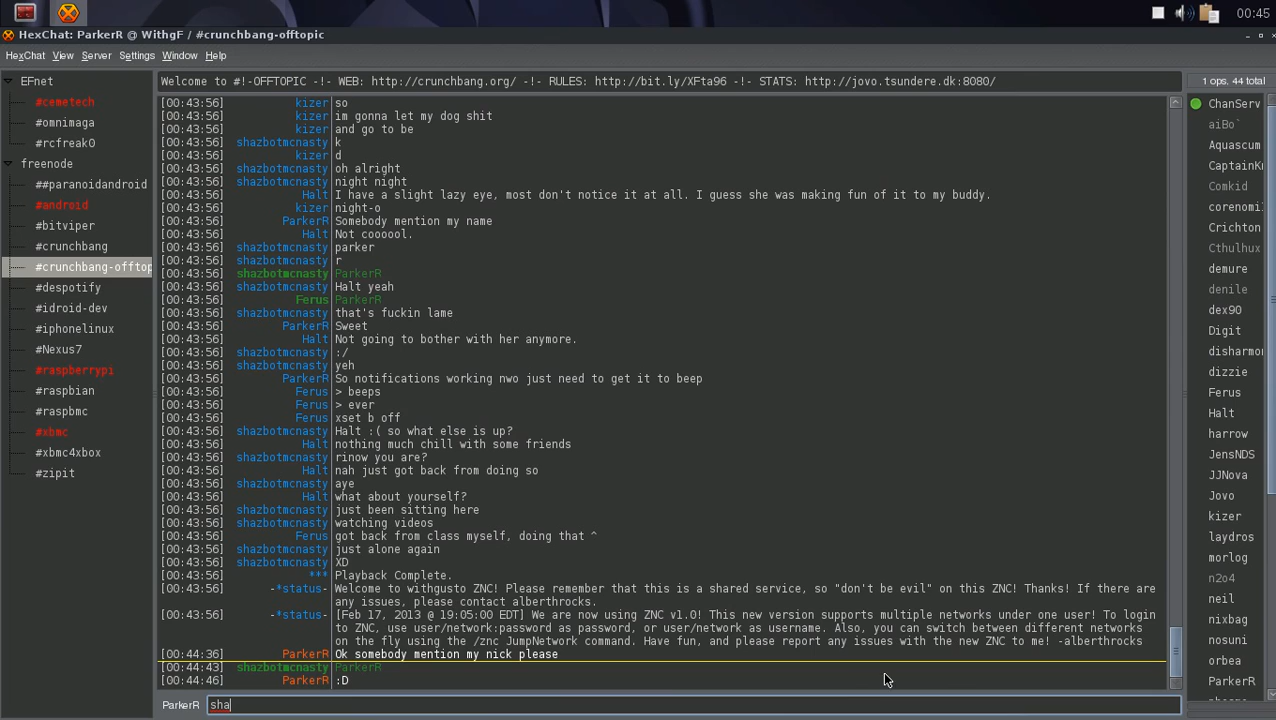 00:45
HexChat: ParkerR @ WithgF / #crunchbang-offtopic
HexChat View Server Settings Window Help
EFnet
#cemetech
#omnimaga
#rcfreak0
freenode
##paranoidandroid
#android
#bitviper
#crunchbang
#crunchbang-offtop
#despotify
#idroid-dev
#iphonelinux
#Nexus7
#raspberrypi
#raspbian
#raspbmc
#xbmc
#xbmc4xbox
#zipit
Welcome to #!-OFFTOPIC -!- WEB: http://crunchbang.org/ -!- RULES: http://bit.ly/XFta96 -!- STATS: http://jovo.tsundere.dk:8080/
[00:43:56] kizer so
[00:43:56] kizer im gonna let my dog shit
[00:43:56] kizer and go to be
[00:43:56] shazbotmcnasty k
[00:43:56] kizer d
[00:43:56] shazbotmcnasty oh alright
[00:43:56] shazbotmcnasty night night
[00:43:56] Halt I have a slight lazy eye, most don't notice it at all. I guess she was making fun of it to my buddy.
[00:43:56] kizer night-o
[00:43:56] ParkerR Somebody mention my name
[00:43:56] Halt Not coooool.
[00:43:56] shazbotmcnasty parker
[00:43:56] shazbotmcnasty r
[00:43:56] shazbotmcnasty ParkerR
[00:43:56] shazbotmcnasty Halt yeah
[00:43:56] Ferus ParkerR
[00:43:56] shazbotmcnasty that's fuckin lame
[00:43:56] ParkerR Sweet
[00:43:56] Halt Not going to bother with her anymore.
[00:43:56] shazbotmcnasty :/
[00:43:56] shazbotmcnasty yeh
[00:43:56] ParkerR So notifications working nwo just need to get it to beep
[00:43:56] Ferus > beeps
[00:43:56] Ferus > ever
[00:43:56] Ferus xset b off
[00:43:56] shazbotmcnasty Halt :( so what else is up?
[00:43:56] Halt nothing much chill with some friends
[00:43:56] shazbotmcnasty rinow you are?
[00:43:56] Halt nah just got back from doing so
[00:43:56] shazbotmcnasty aye
[00:43:56] Halt what about yourself?
[00:43:56] shazbotmcnasty just been sitting here
[00:43:56] shazbotmcnasty watching videos
[00:43:56] Ferus got back from class myself, doing that ^
[00:43:56] shazbotmcnasty just alone again
[00:43:56] shazbotmcnasty XD
[00:43:56] *** Playback Complete.
[00:43:56] -*status- Welcome to withgusto ZNC! Please remember that this is a shared service, so "don't be evil" on this ZNC! Thanks! If there are
any issues, please contact alberthrocks.
[00:43:56] -*status- [Feb 17, 2013 @ 19:05:00 EDT] We are now using ZNC v1.0! This new version supports multiple networks under one user! To login
to ZNC, use user/network:password as password, or user/network as username. Also, you can switch between different networks
on the fly using the /znc JumpNetwork command. Have fun, and please report any issues with the new ZNC to me! -alberthrocks
[00:44:36] ParkerR Ok somebody mention my nick please
[00:44:43] shazbotmcnasty ParkerR
[00:44:46] ParkerR :D
ParkerR sha
1 ops, 44 total
ChanServ
aiBo`
Aquascum
CaptainKn
Comkid
corenomi
Crichton
Cthulhux
demure
denile
dex90
Digit
disharmo
dizzie
Ferus
Halt
harrow
JensNDS
JJNova
Jovo
kizer
laydros
morlog
n2o4
neil
nixbag
nosuni
orbea
ParkerR